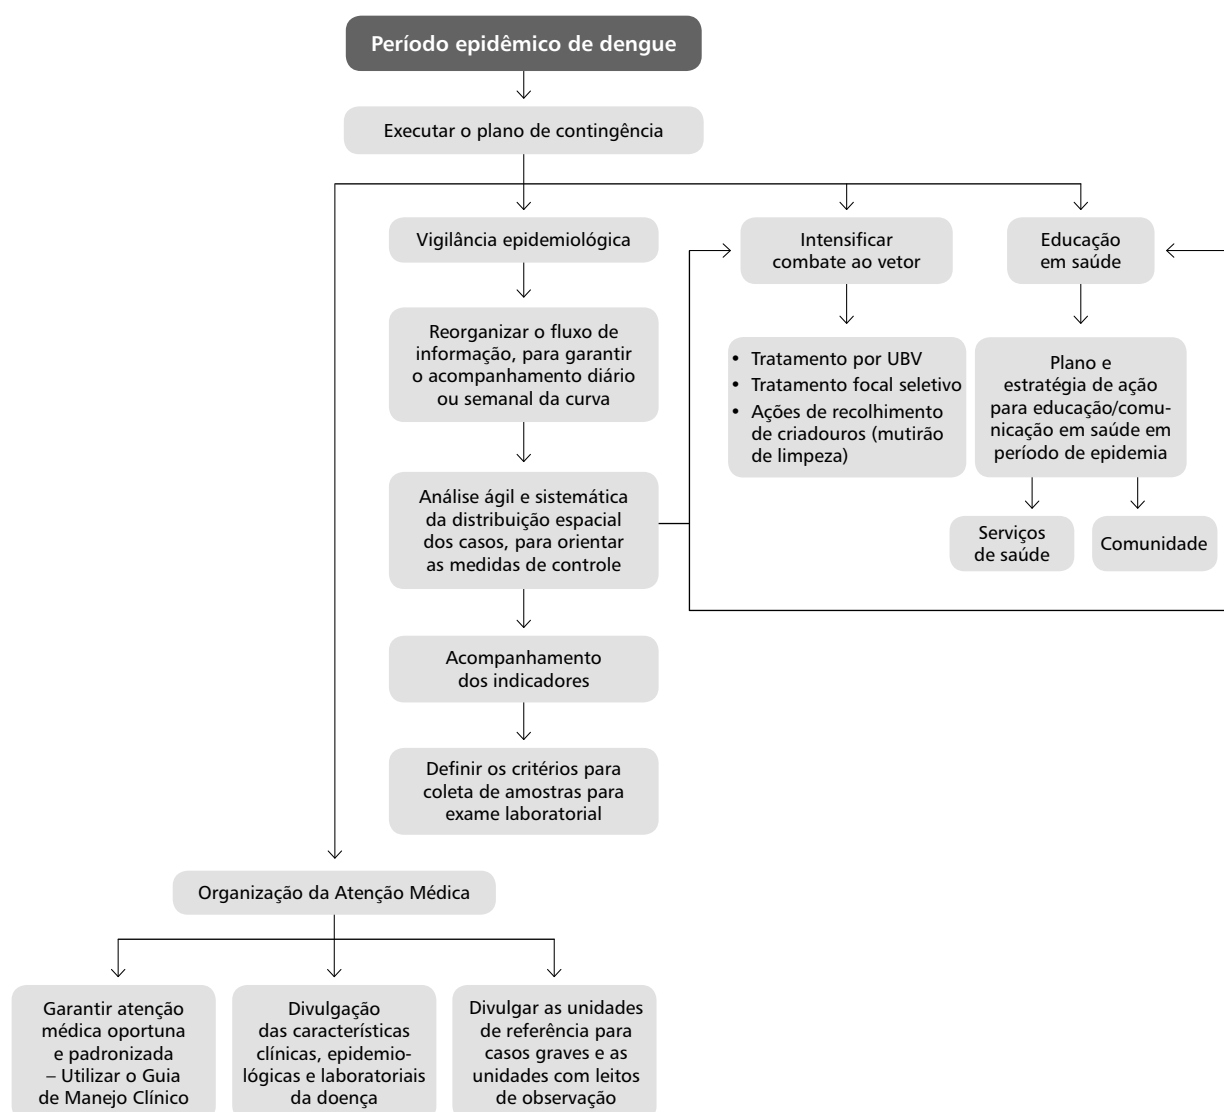 Período epidêmico de dengue
Executar o plano de contingência
Vigilância epidemiológica
Reorganizar o fluxo de
informação, para garantir
o acompanhamento diário
ou semanal da curva
Análise ágil e sistemática
da distribuição espacial
dos casos, para orientar
as medidas de controle
Acompanhamento
dos indicadores
Definir os critérios para
coleta de amostras para
exame laboratorial
Intensificar
combate ao vetor
• Tratamento por UBV
• Tratamento focal seletivo
• Ações de recolhimento
de criadouros (mutirão
de limpeza)
Educação
em saúde
Plano e
estratégia de ação
para educação/comu-
nicação em saúde em
período de epidemia
Serviços
de saúde
Comunidade
Organização da Atenção Médica
Garantir atenção
médica oportuna
e padronizada
– Utilizar o Guia
de Manejo Clínico
Divulgação
das características
clínicas, epidemio-
lógicas e laboratoriais
da doença
Divulgar as unidades
de referência para
casos graves e as
unidades com leitos
de observação